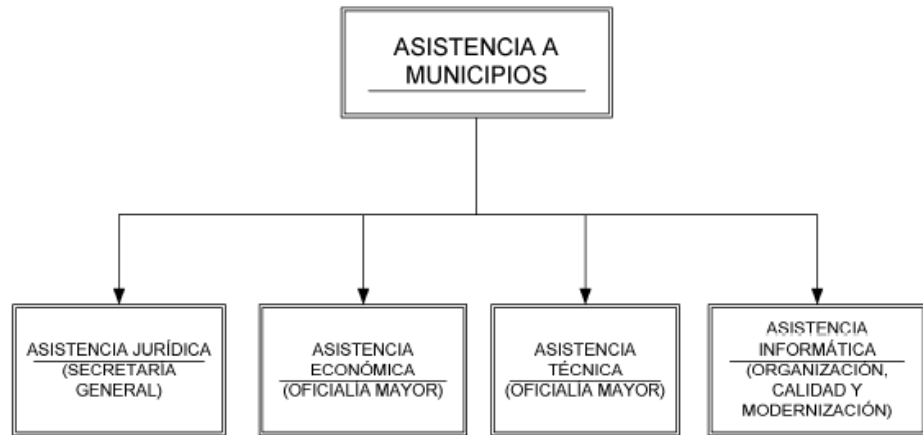 ASISTENCIA A
MUNICIPIOS
ASISTENCIA JURÍDICA
(SECRETARÍA
GENERAL)
ASISTENCIA
ECONÓMICA
(OFICIALÍA MAYOR)
ASISTENCIA
TÉCNICA
(OFICIALÍA MAYOR)
ASISTENCIA
INFORMÁTICA
(ORGANIZACIÓN,
CALIDAD Y
MODERNIZACIÓN)